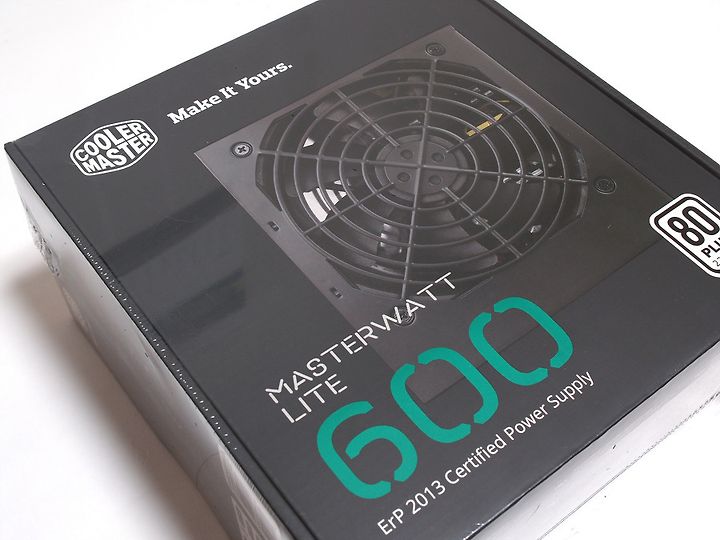 COOLER
MASTER
Make It Yours.
80
MASTERWATT
LITE
600
ErP 2013 Certified Power Supply